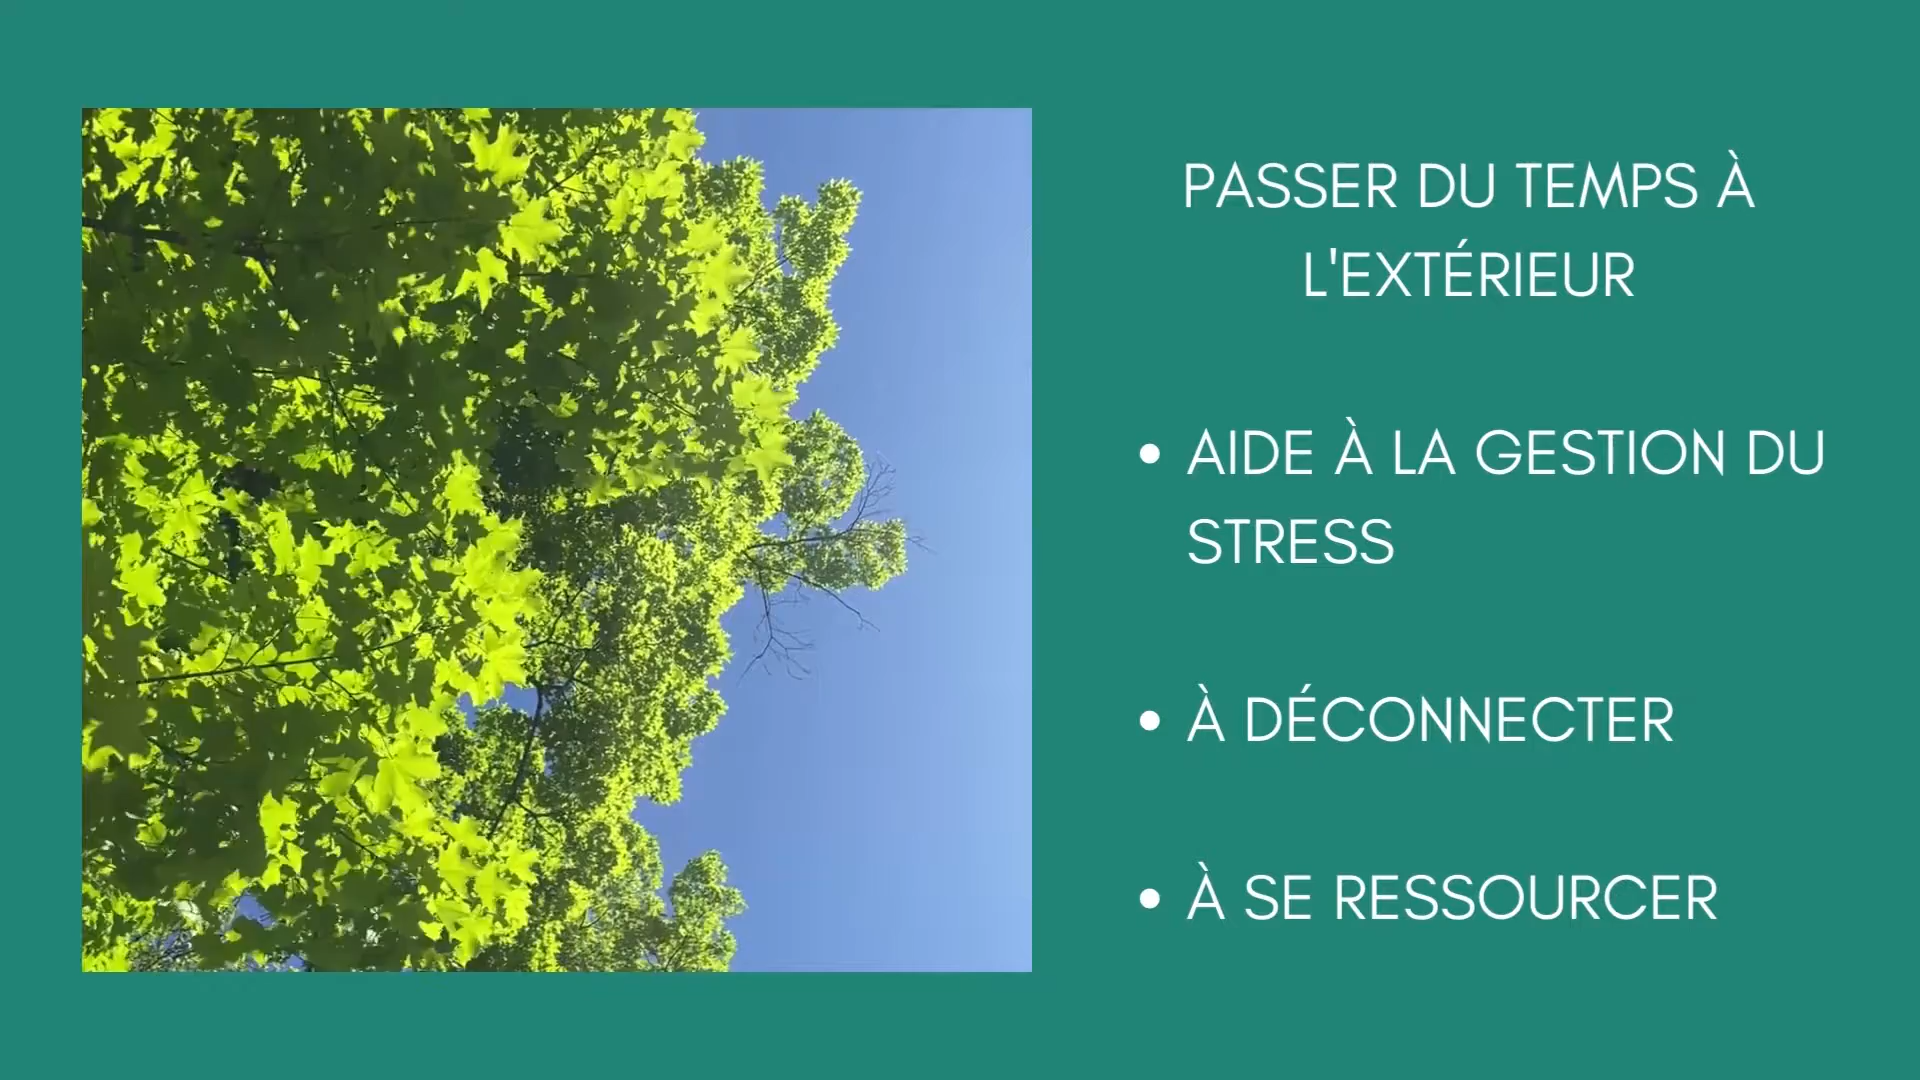 PASSER DU TEMPS À
L'EXTÉRIEUR
• AIDE À LA GESTION DU
STRESS
• À DÉCONNECTER
• À SE RESSOURCER